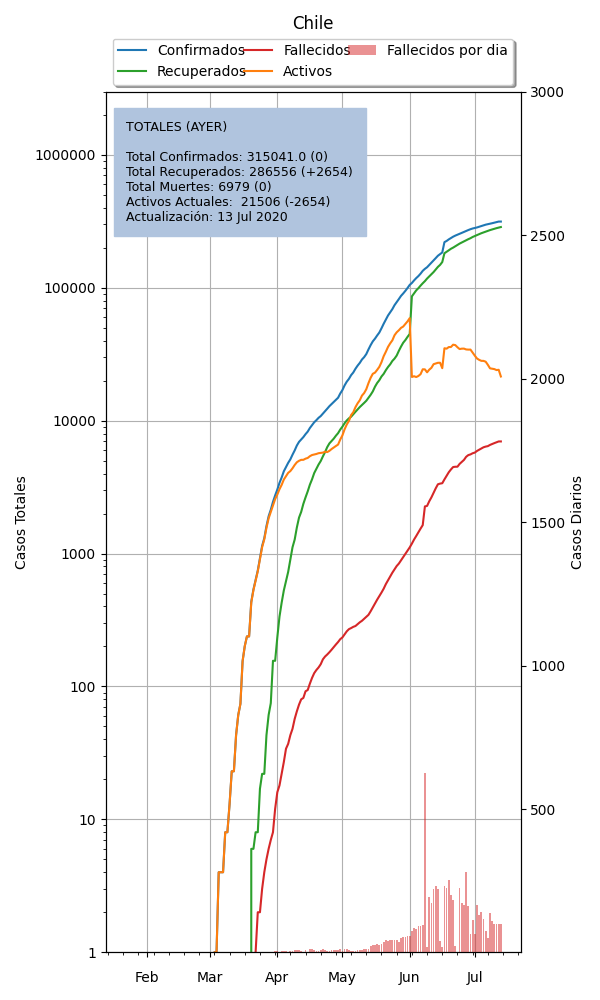 Chile
Confirmados
Recuperados
Fallecidos
Activos
Fallecidos por dia
TOTALES (AYER)
Total Confirmados: 315041.0 (0)
Total Recuperados: 286556 (+2654)
Total Muertes: 6979 (0)
Activos Actuales:  21506 (-2654)
Actualización: 13 Jul 2020
Casos Totales
1000000
100000
10000
1000
100
10
1
Casos Diarios
3000
2500
2000
1500
1000
500
Feb Mar Apr May Jun Jul